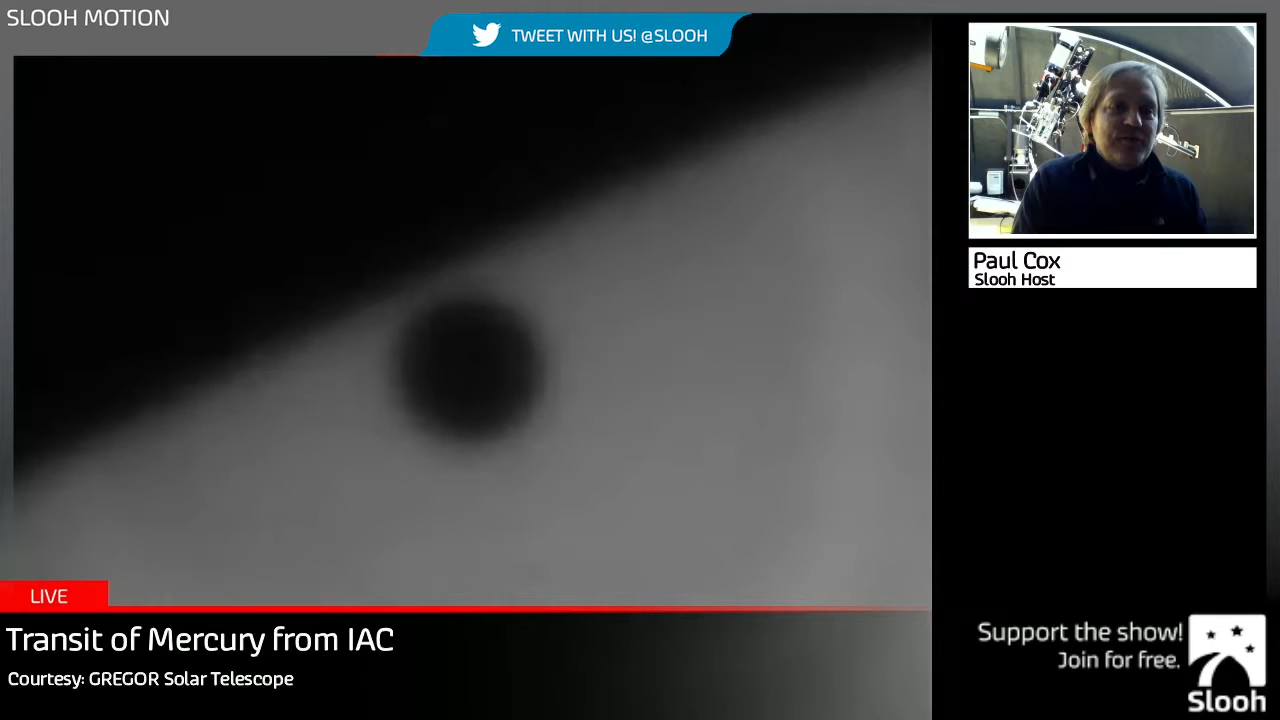 SLOOH MOTION
TWEET WITH US! @SLOOH
Paul Cox
Slooh Host
LIVE
Transit of Mercury from IAC
Courtesy: GREGOR Solar Telescope
Support the show!
Join for free.
Slooh